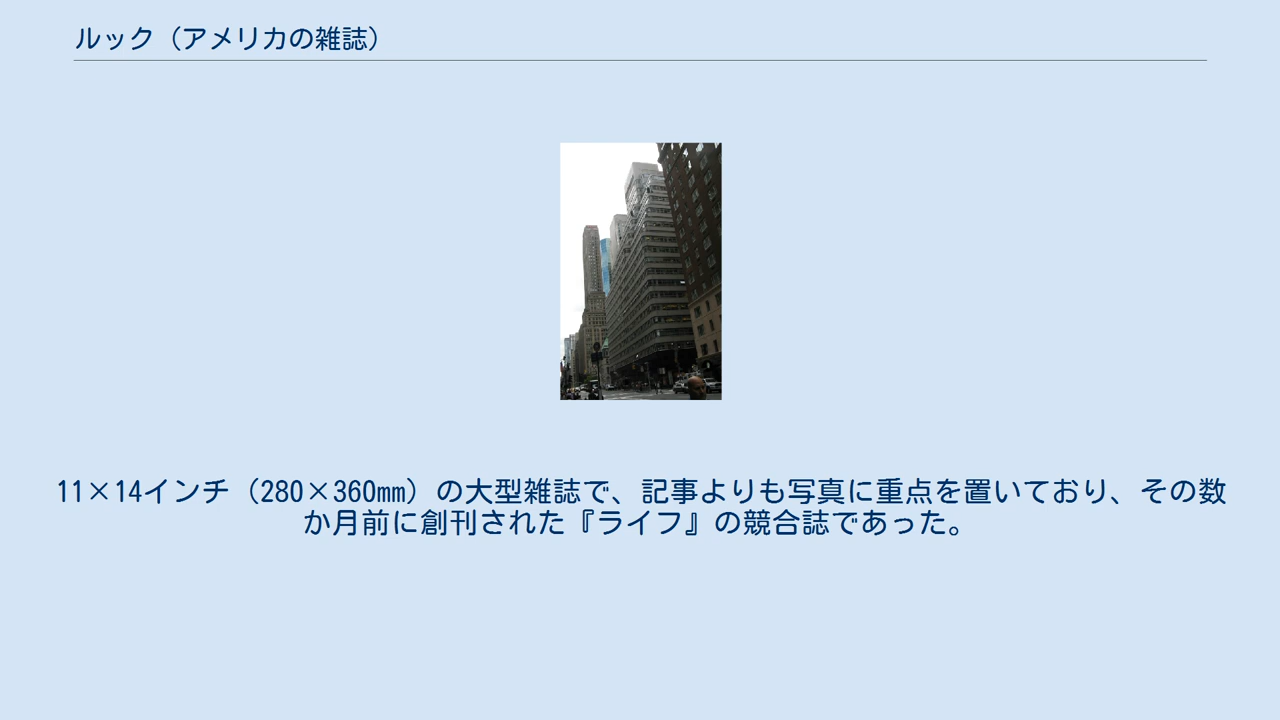 ルック（アメリカの雑誌）
11×14インチ（280×360㎜）の大型雑誌で、記事よりも写真に重点を置いており、その数
か月前に創刊された『ライフ』の競合誌であった。